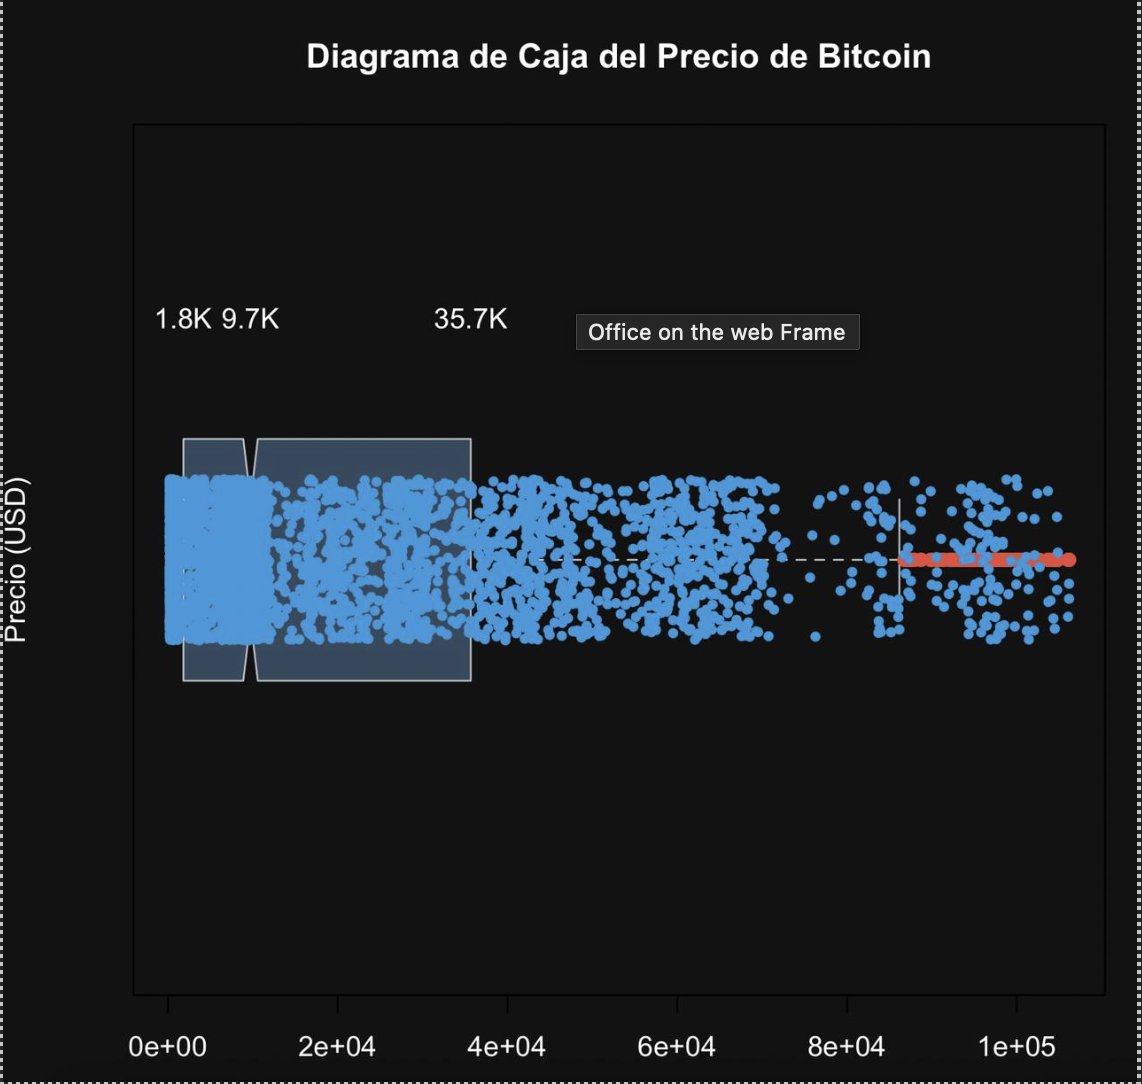 Diagrama de Caja del Precio de Bitcoin
1.8K 9.7K 35.7K
Office on the web Frame
Precio (USD)
0e+00 2e+04 4e+04 6e+04 8e+04 1e+05